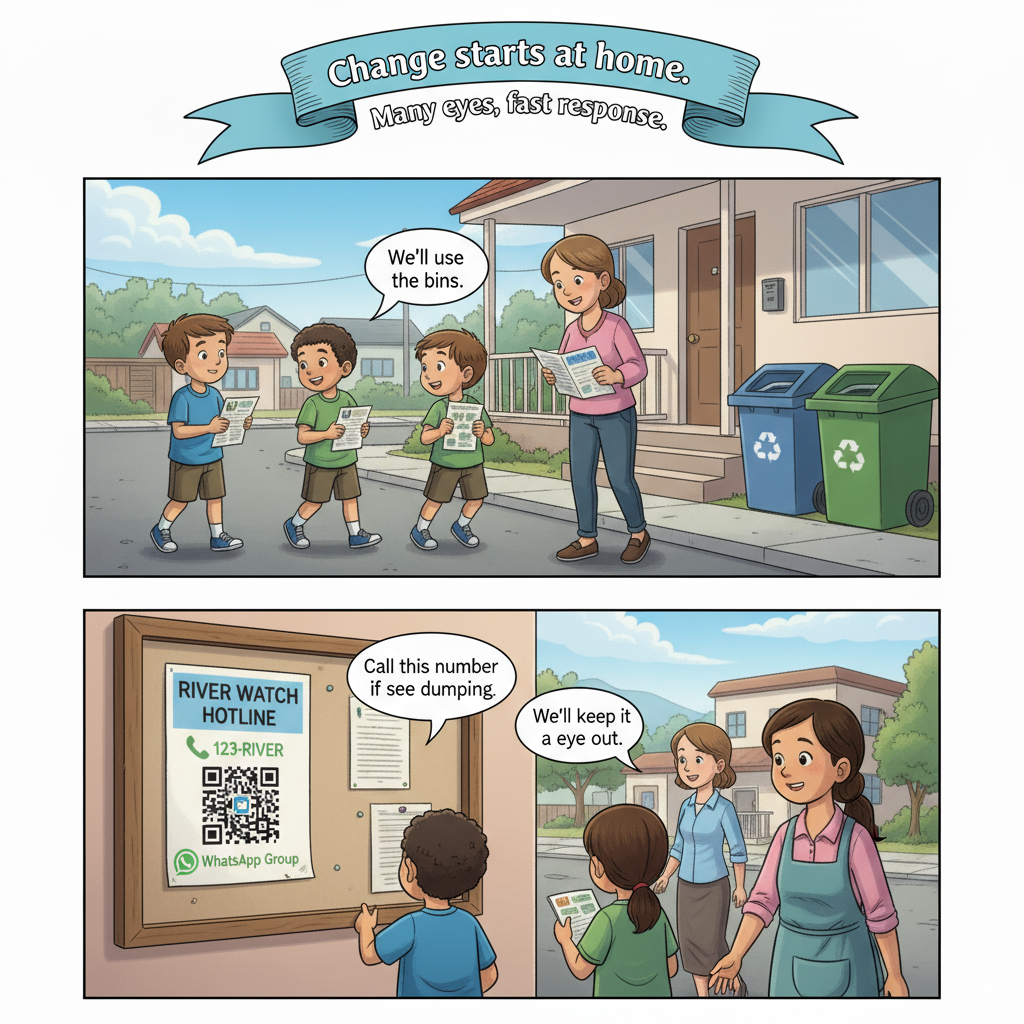 Change starts at home.
Many eyes, fast response.
We'll use
the bins.
RIVER WATCH
HOTLINE
123-RIVER
WhatsApp Group
Call this number
if see dumping.
We'll keep it
a eye out.